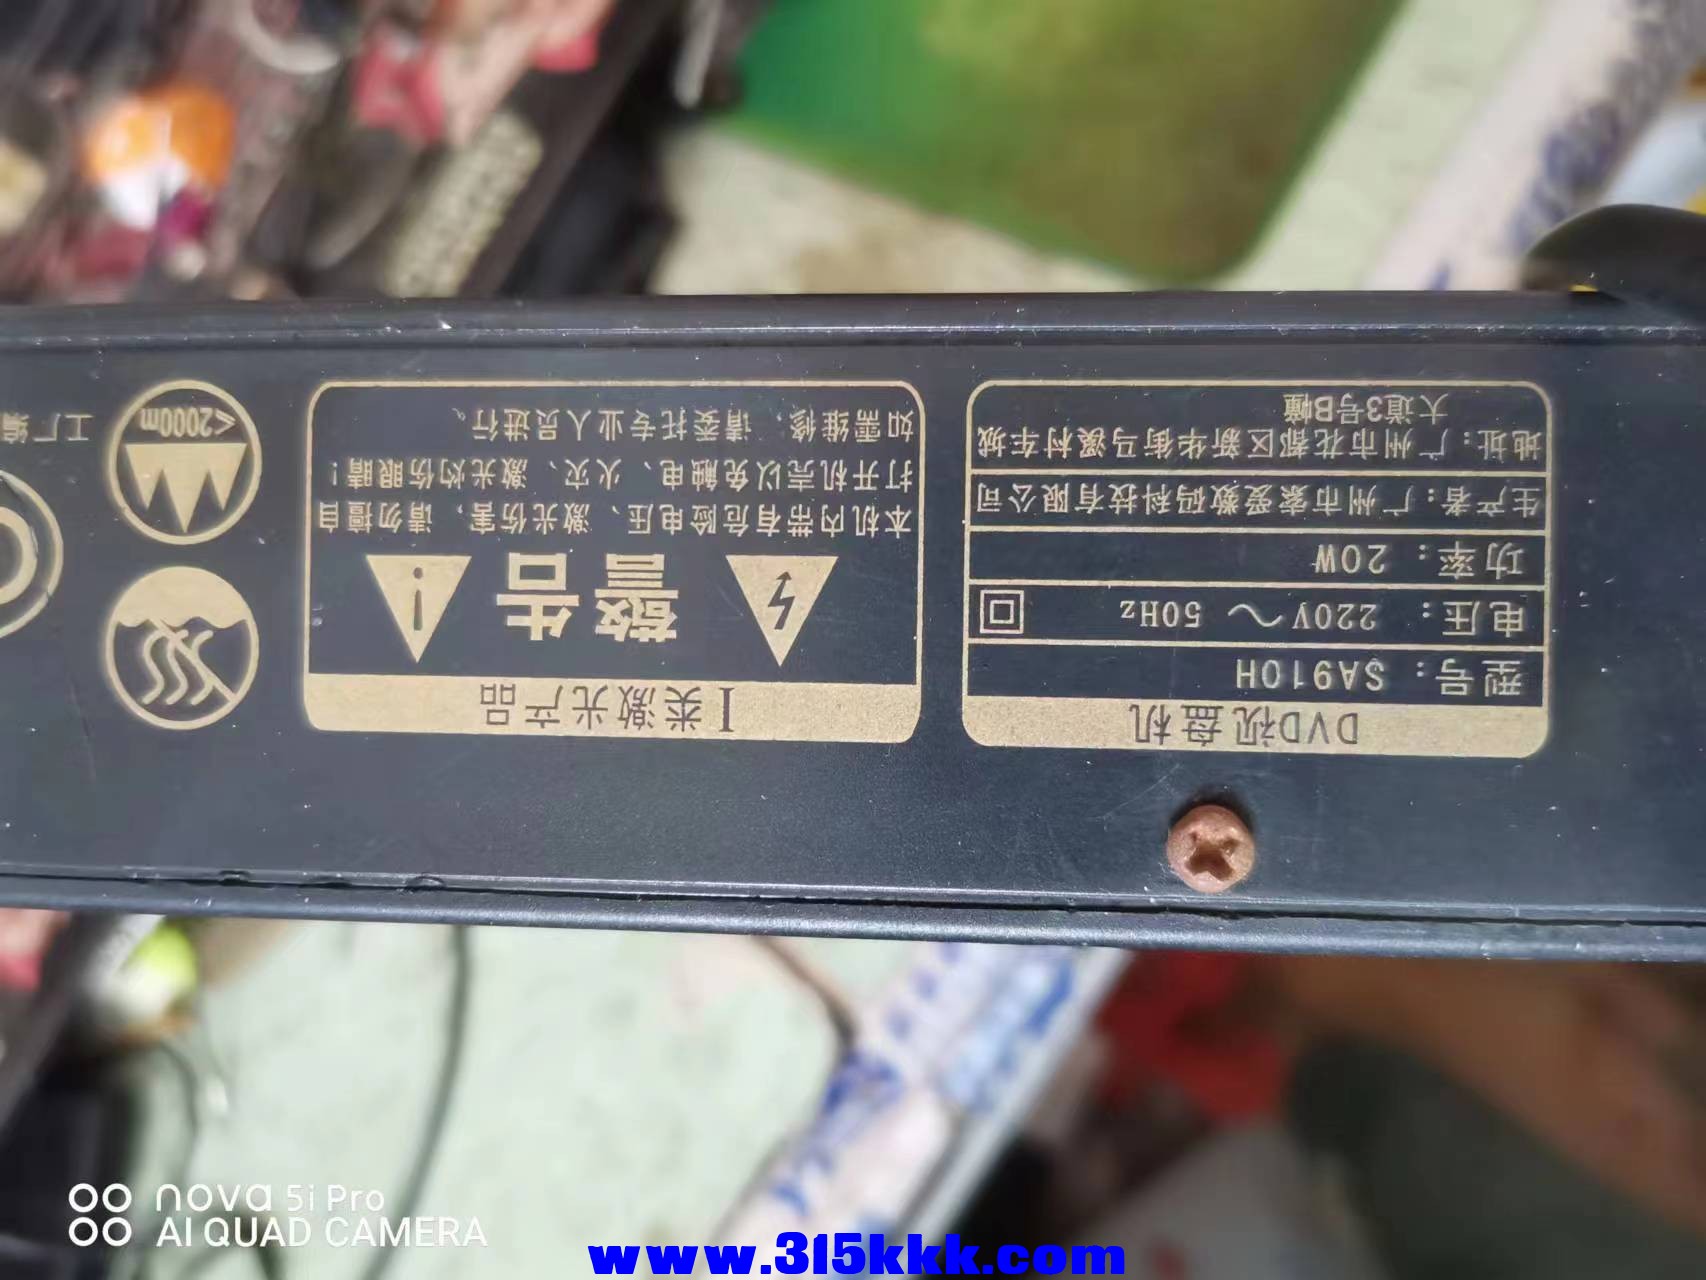 DVD视盘机
型号: SA910H
电压: 220V～50Hz
功率: 20W
生产者:广州市索爱数码科技有限公司
地址:广州市花都区新华街马溪村车城
大道3号B幢
I类激光产品
警告
本机内带有危险电压、激光伤害，请勿擅自
打开机壳以免触电、火灾、激光灼伤眼睛!
如需维修，请委托专业人员进行。
≤2000m
工厂编
nova 5i Pro
AI QUAD CAMERA
www.315kkk.com